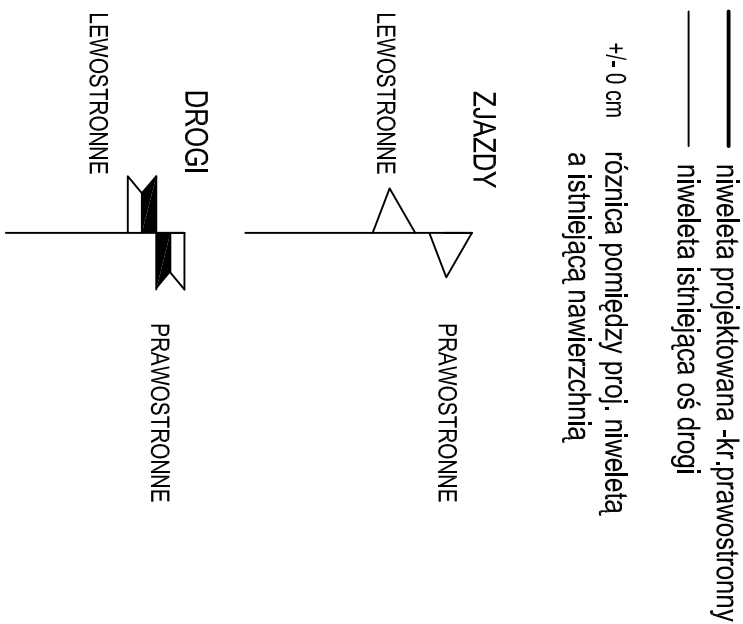 niweleta projektowana -kr.prawostronny
niweleta istniejąca oś drogi
+/- 0 cm różnica pomiędzy proj. niweletą
a istniejącą nawierzchnią
ZJAZDY
LEWOSTRONNE
PRAWOSTRONNE
DROGI
LEWOSTRONNE
PRAWOSTRONNE